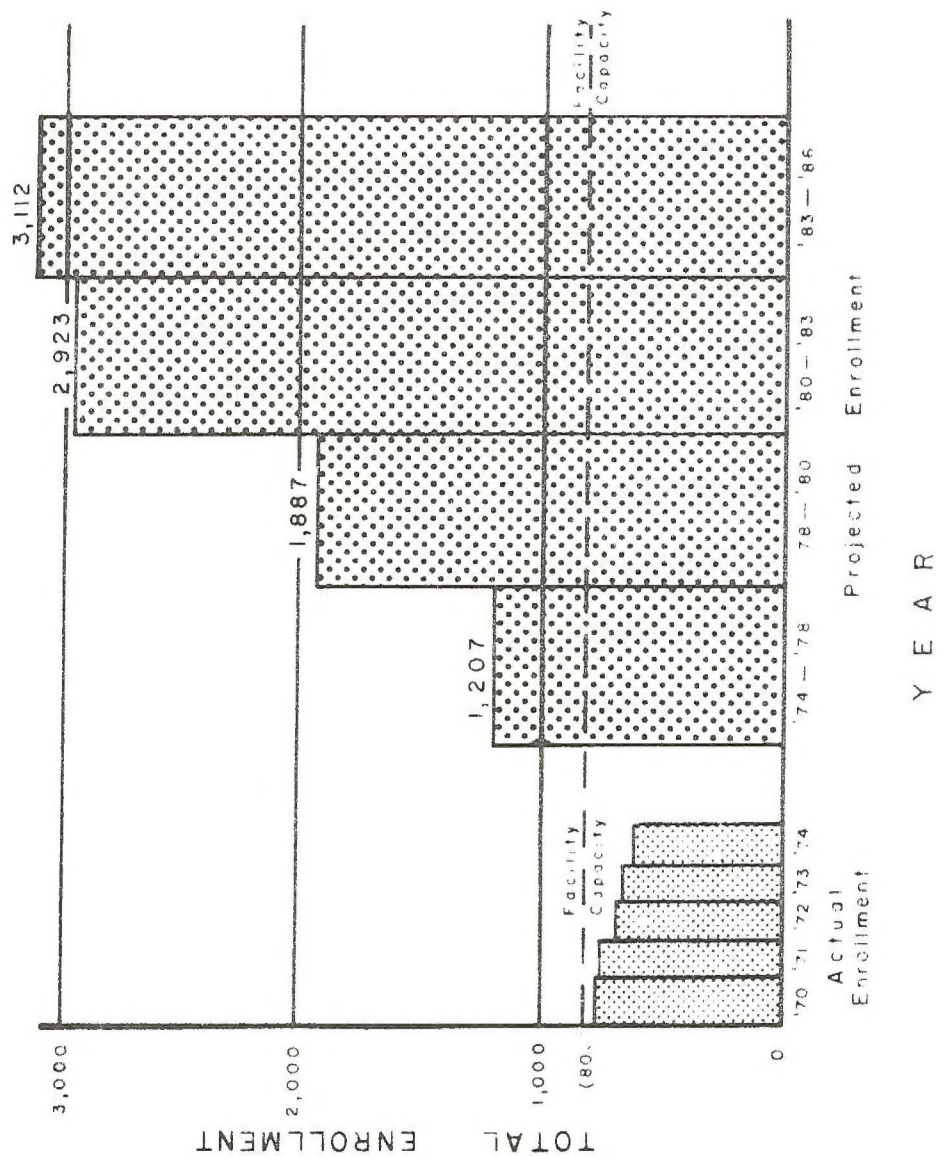 TOTAL ENROLLMENT
3,000
2,000
1,000
(80.
0
3,112
2,923
1,887
1,207
Facility
Capacity
Facility
Capacity
'70
'71
'72
'73
'74
'74 — '78
78 — '80
'80 — '83
'83 — '86
Actual
Enrollment
Projected Enrollment
YEAR